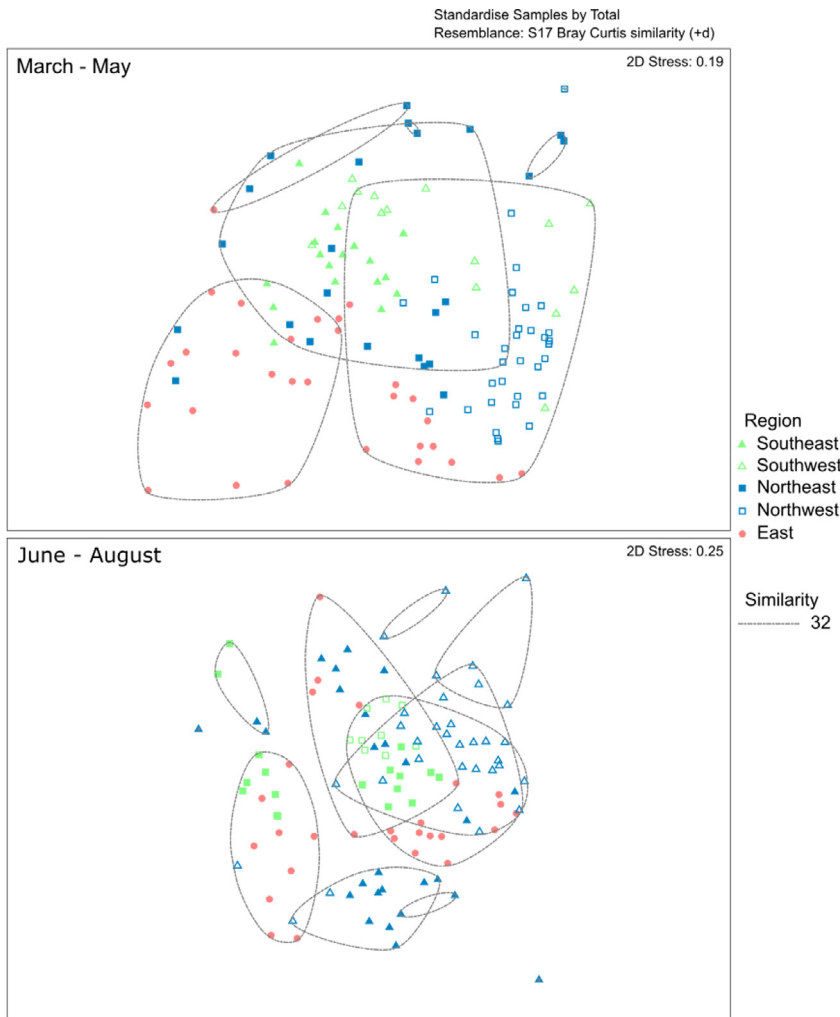 Standardise Samples by Total
Resemblance: S17 Bray Curtis similarity (+d)
March - May
2D Stress: 0.19
Region
Southeast
Southwest
Northeast
Northwest
East
June - August
2D Stress: 0.25
Similarity
32